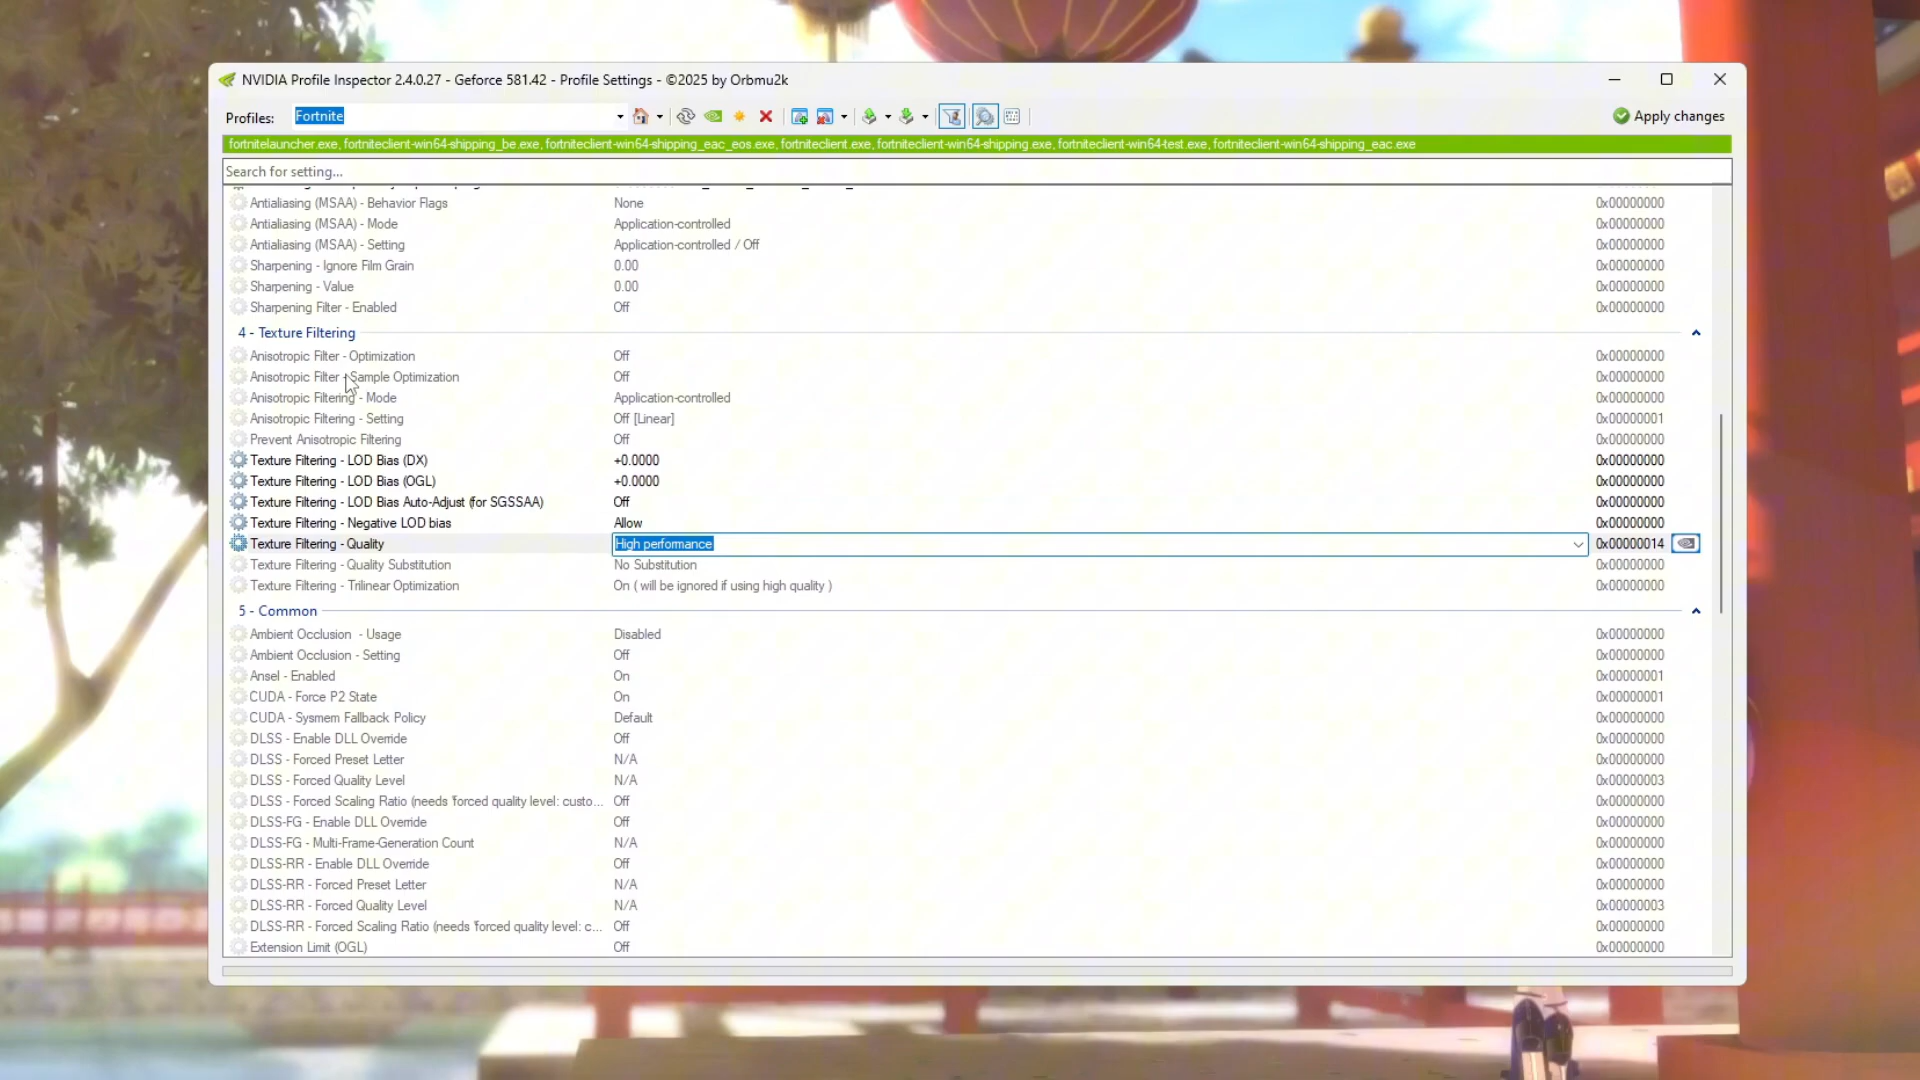 NVIDIA Profile Inspector 2.4.0.27 - Geforce 581.42 - Profile Settings - ©2025 by Orbmu2k
Profiles: Fortnite Apply changes
fortnitelauncher.exe, fortniteclient-win64-shipping_be.exe, fortniteclient-win64-shipping_eac_eos.exe, fortniteclient.exe, fortniteclient-win64-shipping.exe, fortniteclient-win64-test.exe, fortniteclient-win64-shipping_eac.exe
Search for setting...
Antialiasing (MSAA) - Behavior Flags None 0x00000000
Antialiasing (MSAA) - Mode Application-controlled 0x00000000
Antialiasing (MSAA) - Setting Application-controlled / Off 0x00000000
Sharpening - Ignore Film Grain 0.00 0x00000000
Sharpening - Value 0.00 0x00000000
Sharpening Filter - Enabled Off 0x00000000
4 - Texture Filtering
Anisotropic Filter - Optimization Off 0x00000000
Anisotropic Filter - Sample Optimization Off 0x00000000
Anisotropic Filtering - Mode Application-controlled 0x00000000
Anisotropic Filtering - Setting Off [Linear] 0x00000001
Prevent Anisotropic Filtering Off 0x00000000
Texture Filtering - LOD Bias (DX) +0.0000 0x00000000
Texture Filtering - LOD Bias (OGL) +0.0000 0x00000000
Texture Filtering - LOD Bias Auto-Adjust (for SGSSAA) Off 0x00000000
Texture Filtering - Negative LOD bias Allow 0x00000000
Texture Filtering - Quality High performance 0x00000014
Texture Filtering - Quality Substitution No Substitution 0x00000000
Texture Filtering - Trilinear Optimization On ( will be ignored if using high quality ) 0x00000000
5 - Common
Ambient Occlusion - Usage Disabled 0x00000000
Ambient Occlusion - Setting Off 0x00000000
Ansel - Enabled On 0x00000001
CUDA - Force P2 State On 0x00000001
CUDA - Sysmem Fallback Policy Default 0x00000000
DLSS - Enable DLL Override Off 0x00000000
DLSS - Forced Preset Letter N/A 0x00000000
DLSS - Forced Quality Level N/A 0x00000003
DLSS - Forced Scaling Ratio (needs 'forced quality level: custo... Off 0x00000000
DLSS-FG - Enable DLL Override Off 0x00000000
DLSS-FG - Multi-Frame-Generation Count N/A 0x00000000
DLSS-RR - Enable DLL Override Off 0x00000000
DLSS-RR - Forced Preset Letter N/A 0x00000000
DLSS-RR - Forced Quality Level N/A 0x00000003
DLSS-RR - Forced Scaling Ratio (needs 'forced quality level: c... Off 0x00000000
Extension Limit (OGL) Off 0x00000000